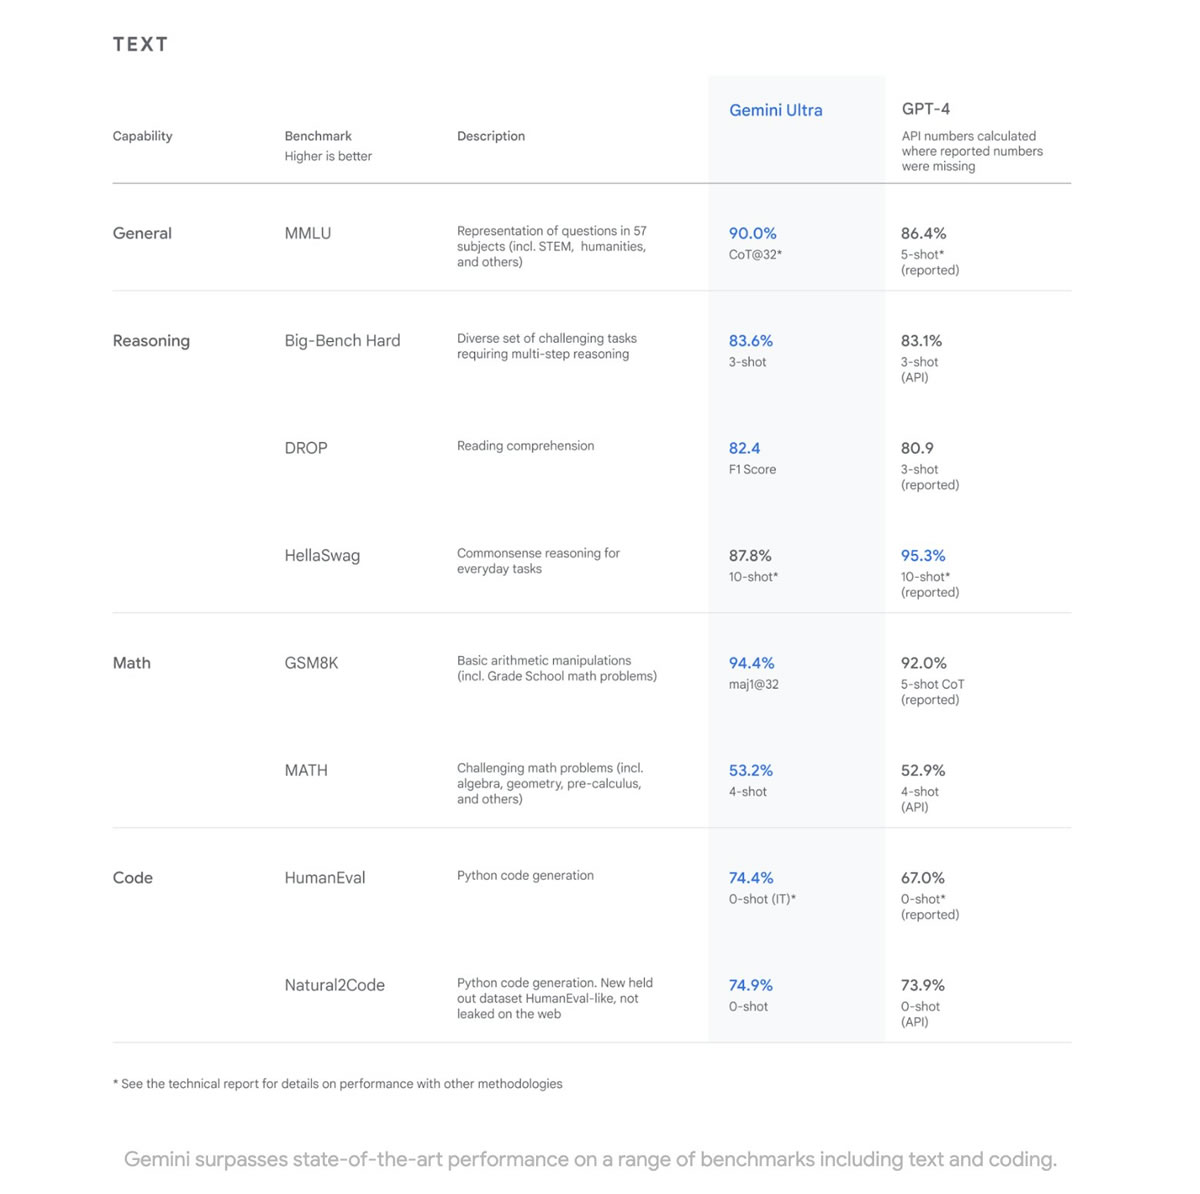 TEXT
Capability
Benchmark
Higher is better
Description
Gemini Ultra
GPT-4
API numbers calculated
where reported numbers
were missing
General
MMLU
Representation of questions in 57
subjects (incl. STEM, humanities,
and others)
90.0%
CoT@32*
86.4%
5-shot*
(reported)
Reasoning
Big-Bench Hard
Diverse set of challenging tasks
requiring multi-step reasoning
83.6%
3-shot
83.1%
3-shot
(API)
DROP
Reading comprehension
82.4
F1 Score
80.9
3-shot
(reported)
HellaSwag
Commonsense reasoning for
everyday tasks
87.8%
10-shot*
95.3%
10-shot*
(reported)
Math
GSM8K
Basic arithmetic manipulations
(incl. Grade School math problems)
94.4%
maj1@32
92.0%
5-shot CoT
(reported)
MATH
Challenging math problems (incl.
algebra, geometry, pre-calculus,
and others)
53.2%
4-shot
52.9%
4-shot
(API)
Code
HumanEval
Python code generation
74.4%
0-shot (IT)*
67.0%
0-shot*
(reported)
Natural2Code
Python code generation. New held
out dataset HumanEval-like, not
leaked on the web
74.9%
0-shot
73.9%
0-shot
(API)
* See the technical report for details on performance with other methodologies
Gemini surpasses state-of-the-art performance on a range of benchmarks including text and coding.